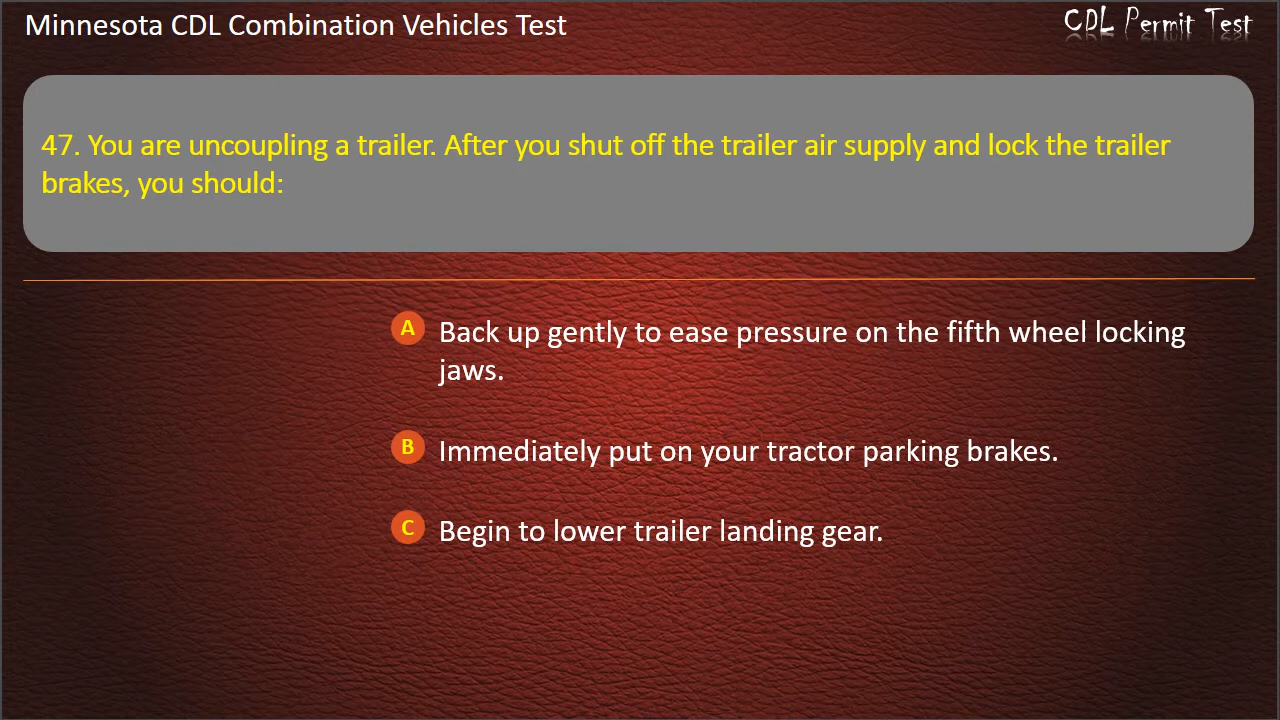 Minnesota CDL Combination Vehicles Test
CDL Permit Test
47. You are uncoupling a trailer. After you shut off the trailer air supply and lock the trailer
brakes, you should:
A Back up gently to ease pressure on the fifth wheel locking
jaws.
B Immediately put on your tractor parking brakes.
C Begin to lower trailer landing gear.